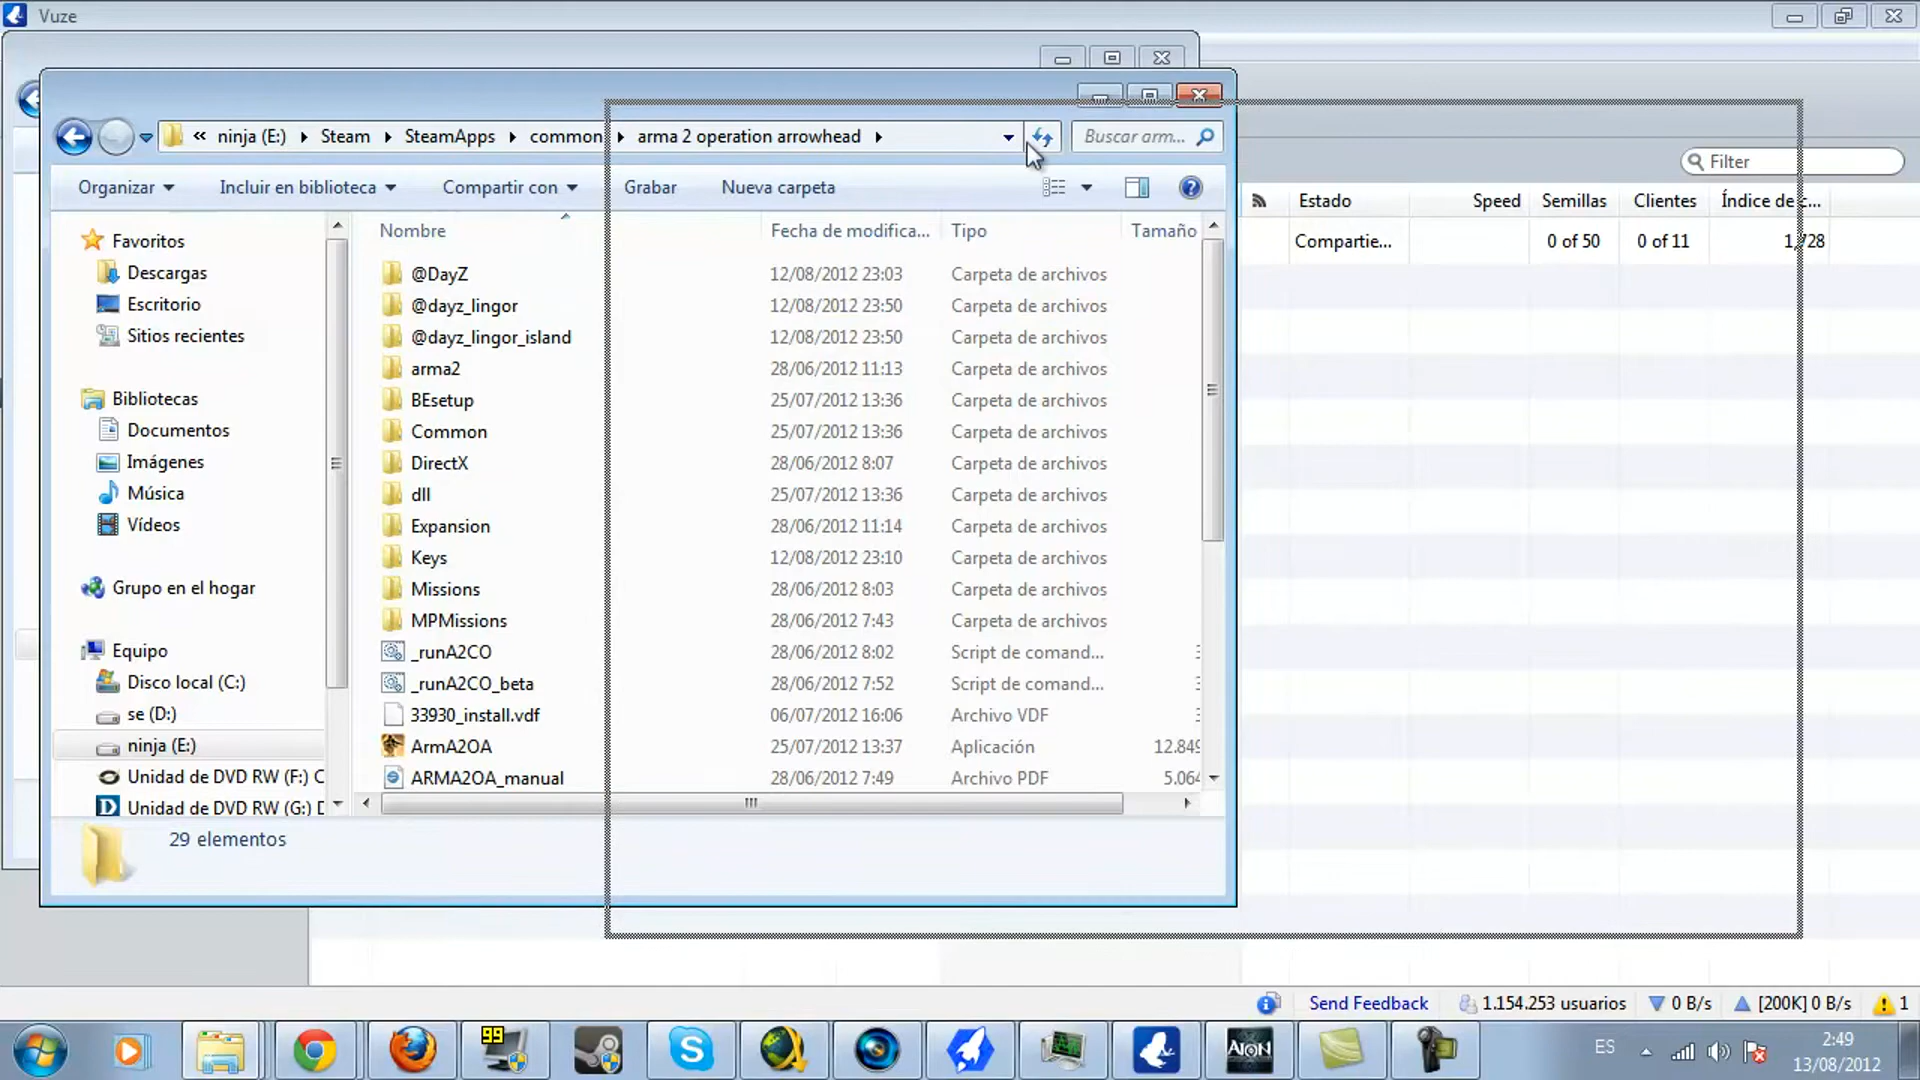 Vuze
« ninja (E:) Steam SteamApps common arma 2 operation arrowhead
Buscar arm...
Filter
Organizar Incluir en biblioteca Compartir con Grabar Nueva carpeta
Estado Speed Semillas Clientes Índice de c...
Compartie... 0 of 50 0 of 11
Nombre Fecha de modifica... Tipo Tamaño
Favoritos
Descargas
Escritorio
Sitios recientes
Bibliotecas
Documentos
Imágenes
Música
Vídeos
Grupo en el hogar
Equipo
Disco local (C:)
se (D:)
ninja (E:)
Unidad de DVD RW (F:) C
Unidad de DVD RW (G:) D
@DayZ 12/08/2012 23:03 Carpeta de archivos
@dayz_lingor 12/08/2012 23:50 Carpeta de archivos
@dayz_lingor_island 12/08/2012 23:50 Carpeta de archivos
arma2 28/06/2012 11:13 Carpeta de archivos
BEsetup 25/07/2012 13:36 Carpeta de archivos
Common 25/07/2012 13:36 Carpeta de archivos
DirectX 28/06/2012 8:07 Carpeta de archivos
dll 25/07/2012 13:36 Carpeta de archivos
Expansion 28/06/2012 11:14 Carpeta de archivos
Keys 12/08/2012 23:10 Carpeta de archivos
Missions 28/06/2012 8:03 Carpeta de archivos
MPMissions 28/06/2012 7:43 Carpeta de archivos
_runA2CO 28/06/2012 8:02 Script de comand...
_runA2CO_beta 28/06/2012 7:52 Script de comand...
33930_install.vdf 06/07/2012 16:06 Archivo VDF
ArmA2OA 25/07/2012 13:37 Aplicación 12.849
ARMA2OA_manual 28/06/2012 7:49 Archivo PDF 5.064
29 elementos
Send Feedback 1.154.253 usuarios 0 B/s [200K] 0 B/s 1
99
AION
ES
2:49
13/08/2012